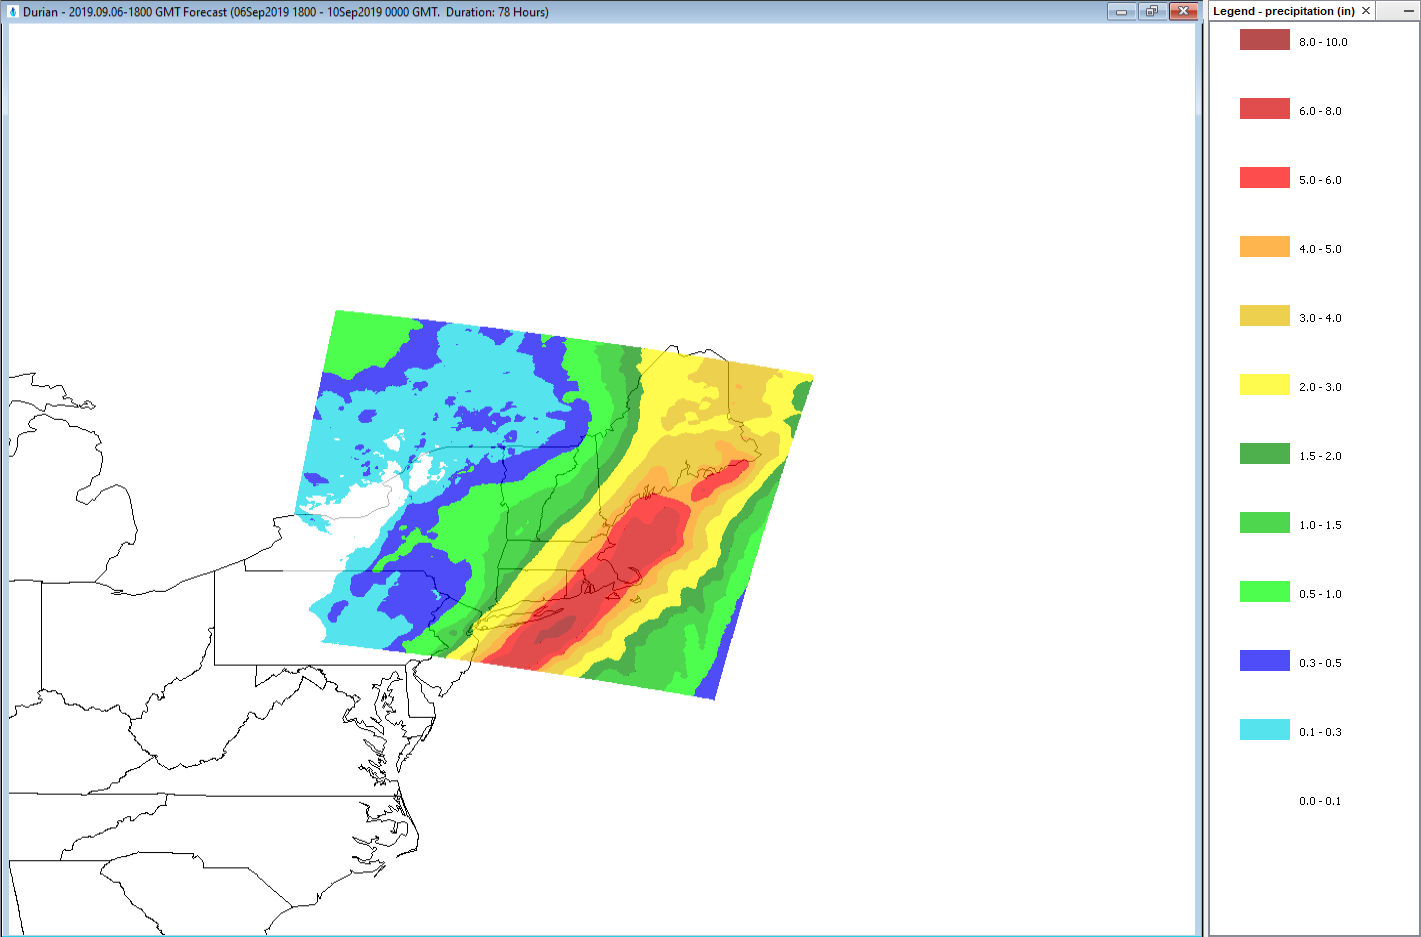 Durian - 2019.09.06-1800 GMT Forecast (06Sep2019 1800 - 10Sep2019 0000 GMT.  Duration: 78 Hours)
Legend - precipitation (in)
8.0 - 10.0
6.0 - 8.0
5.0 - 6.0
4.0 - 5.0
3.0 - 4.0
2.0 - 3.0
1.5 - 2.0
1.0 - 1.5
0.5 - 1.0
0.3 - 0.5
0.1 - 0.3
0.0 - 0.1